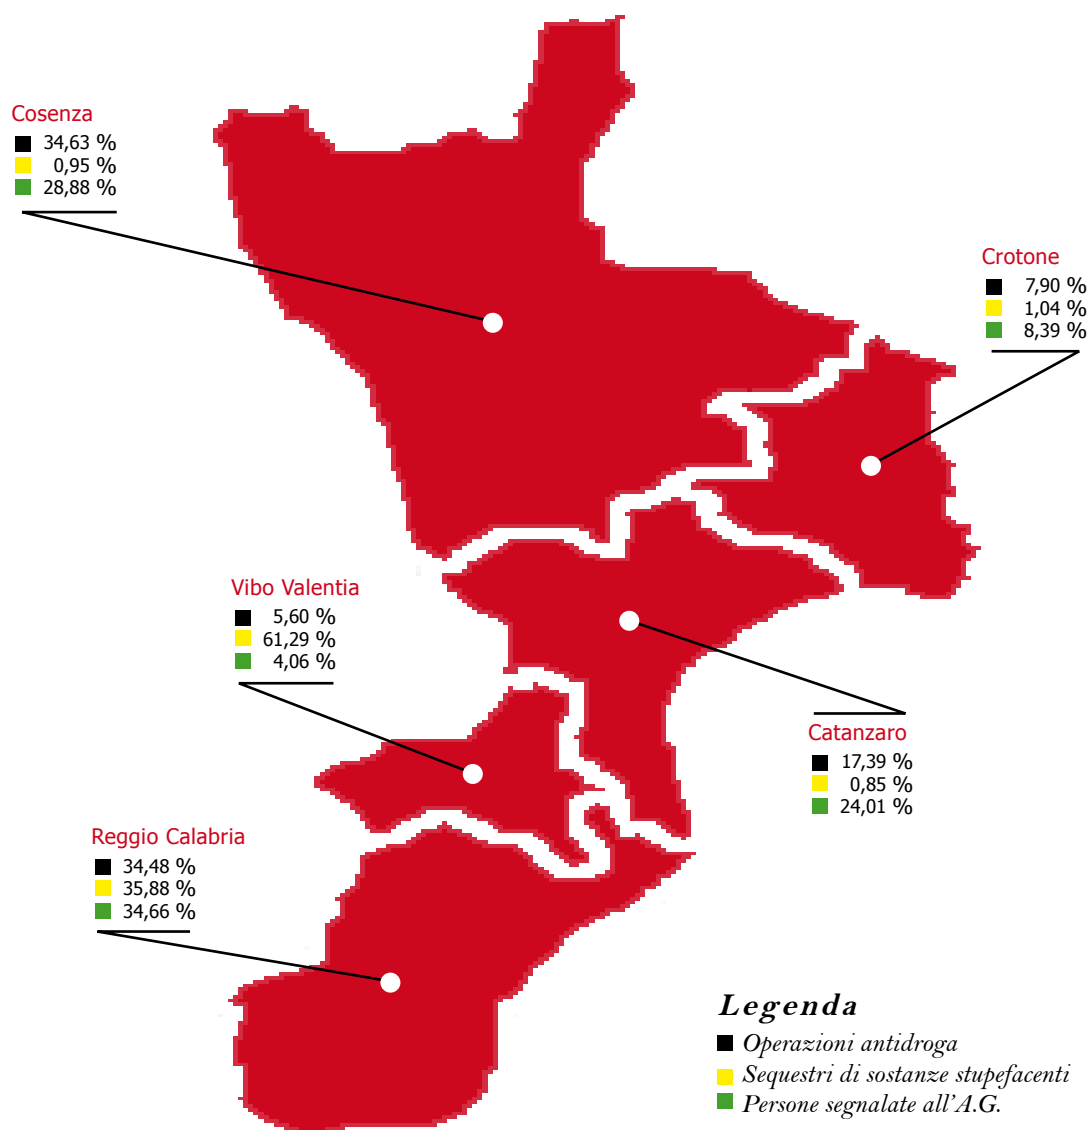 Cosenza
34,63 %
0,95 %
28,88 %
Crotone
7,90 %
1,04 %
8,39 %
Vibo Valentia
5,60 %
61,29 %
4,06 %
Catanzaro
17,39 %
0,85 %
24,01 %
Reggio Calabria
34,48 %
35,88 %
34,66 %
Legenda
Operazioni antidroga
Sequestri di sostanze stupefacenti
Persone segnalate all'A.G.